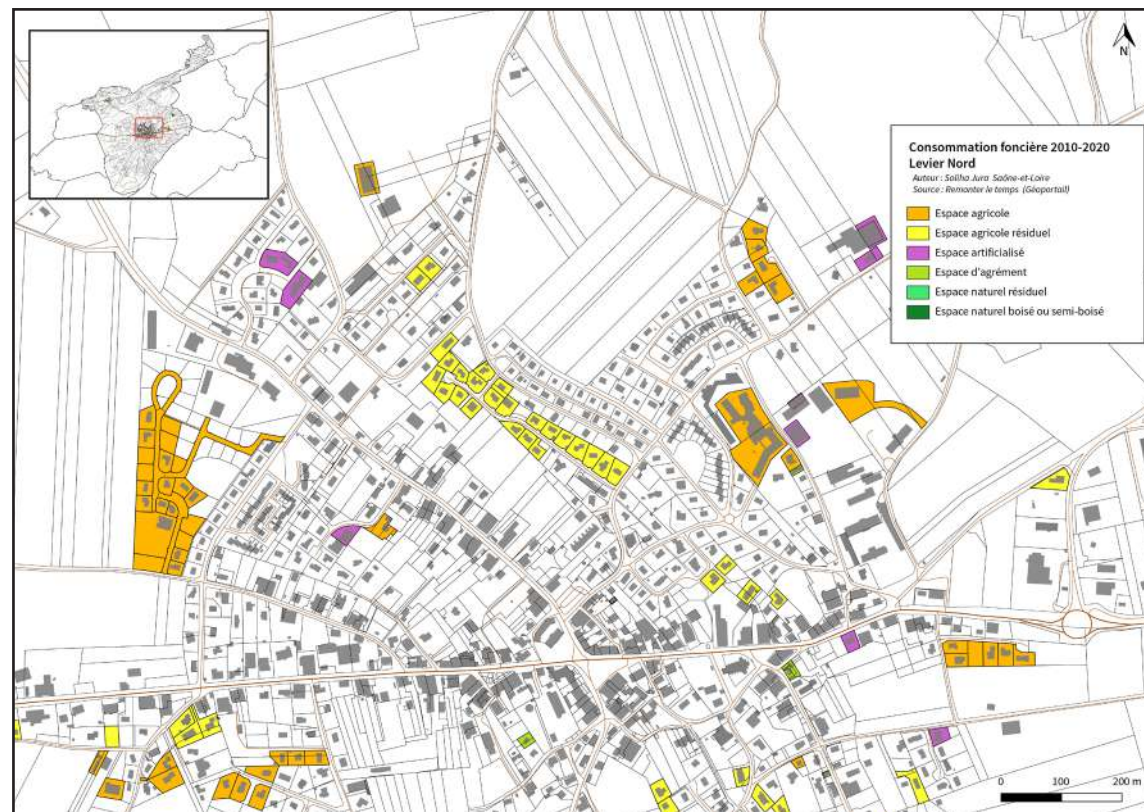 N
Consommation foncière 2010-2020
Levier Nord
Auteur : Soliha Jura Saône-et-Loire
Source : Remonter le temps (Géoportail)
Espace agricole
Espace agricole résiduel
Espace artificialisé
Espace d'agrément
Espace naturel résiduel
Espace naturel boisé ou semi-boisé
0 100 200 m